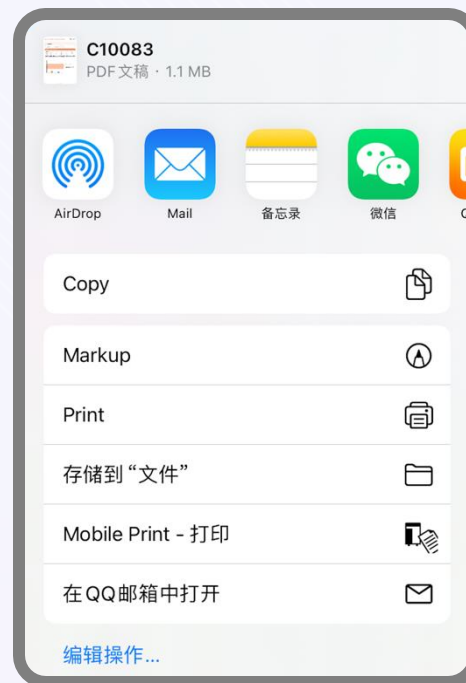 C10083
PDF文稿 · 1.1 MB
AirDrop
Mail
备忘录
微信
Copy
Markup
Print
存储到“文件”
Mobile Print - 打印
在QQ邮箱中打开
编辑操作...